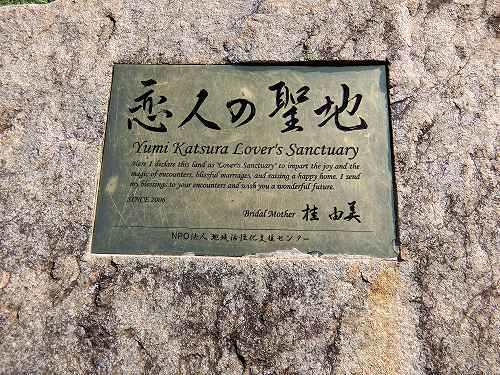 恋人の聖地
Yumi Katsura Lover's Sanctuary
Here I declare this land as "Lover's Sanctuary" to impart the joy and the
magic of encounters, blissful marriages, and raising a happy home. I send
my blessings to your encounters and wish you a wonderful future.
SINCE 2006
Bridal Mother 桂 由美
NPO法人 地域活性化支援センター